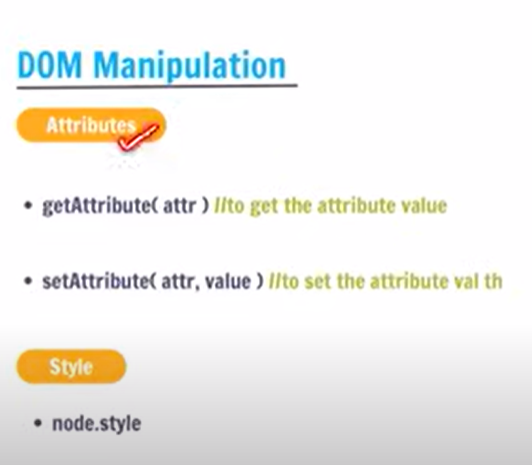 DOM Manipulation
Attributes
• getAttribute( attr ) //to get the attribute value
• setAttribute( attr, value ) //to set the attribute val th
Style
• node.style